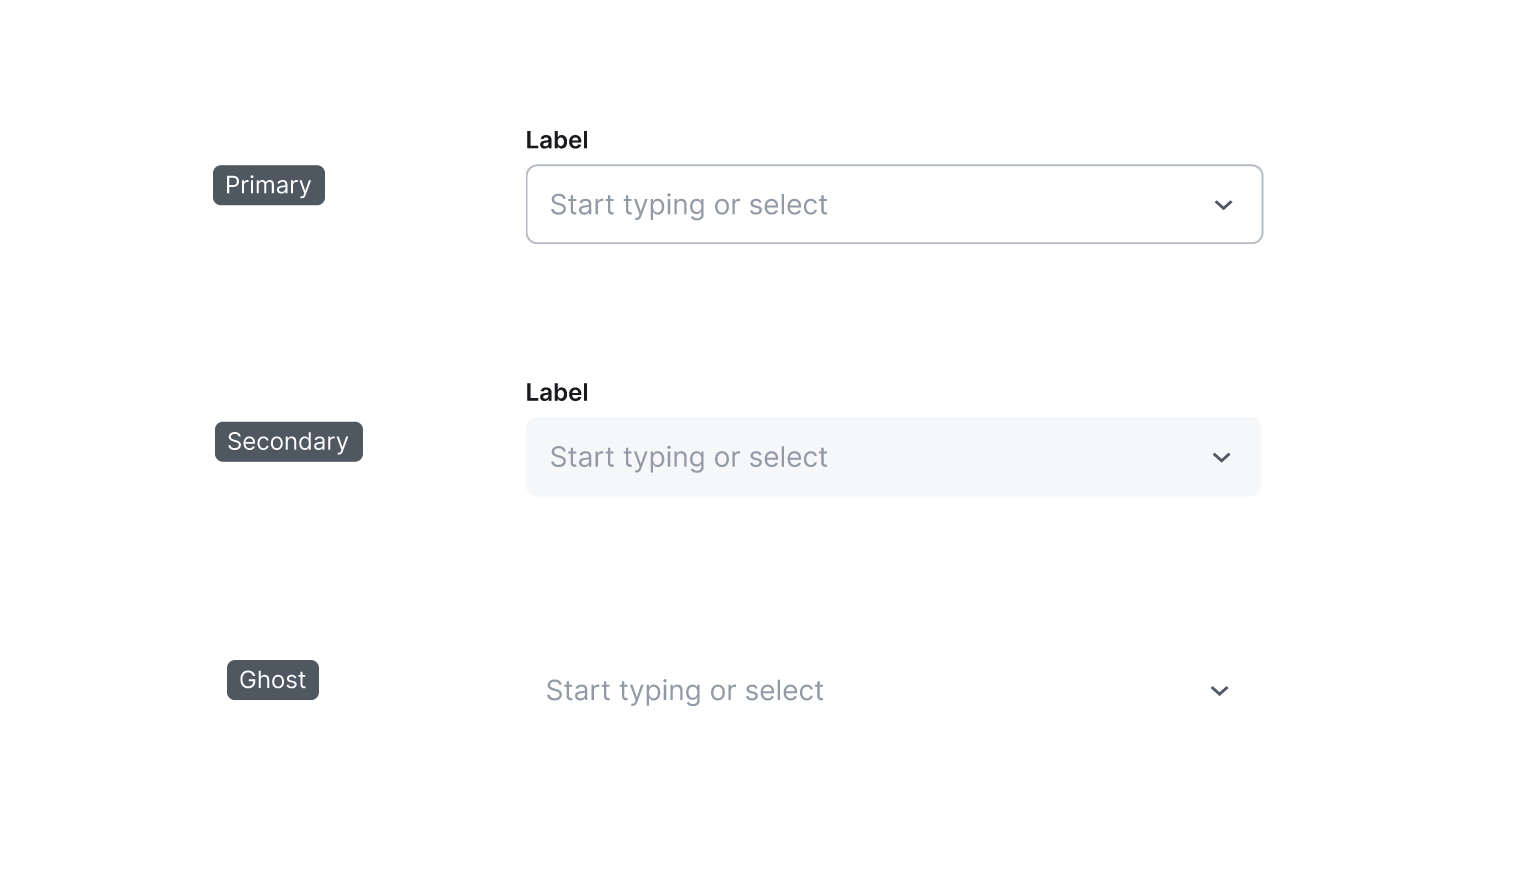 Label
Primary
Start typing or select
Label
Secondary
Start typing or select
Ghost
Start typing or select